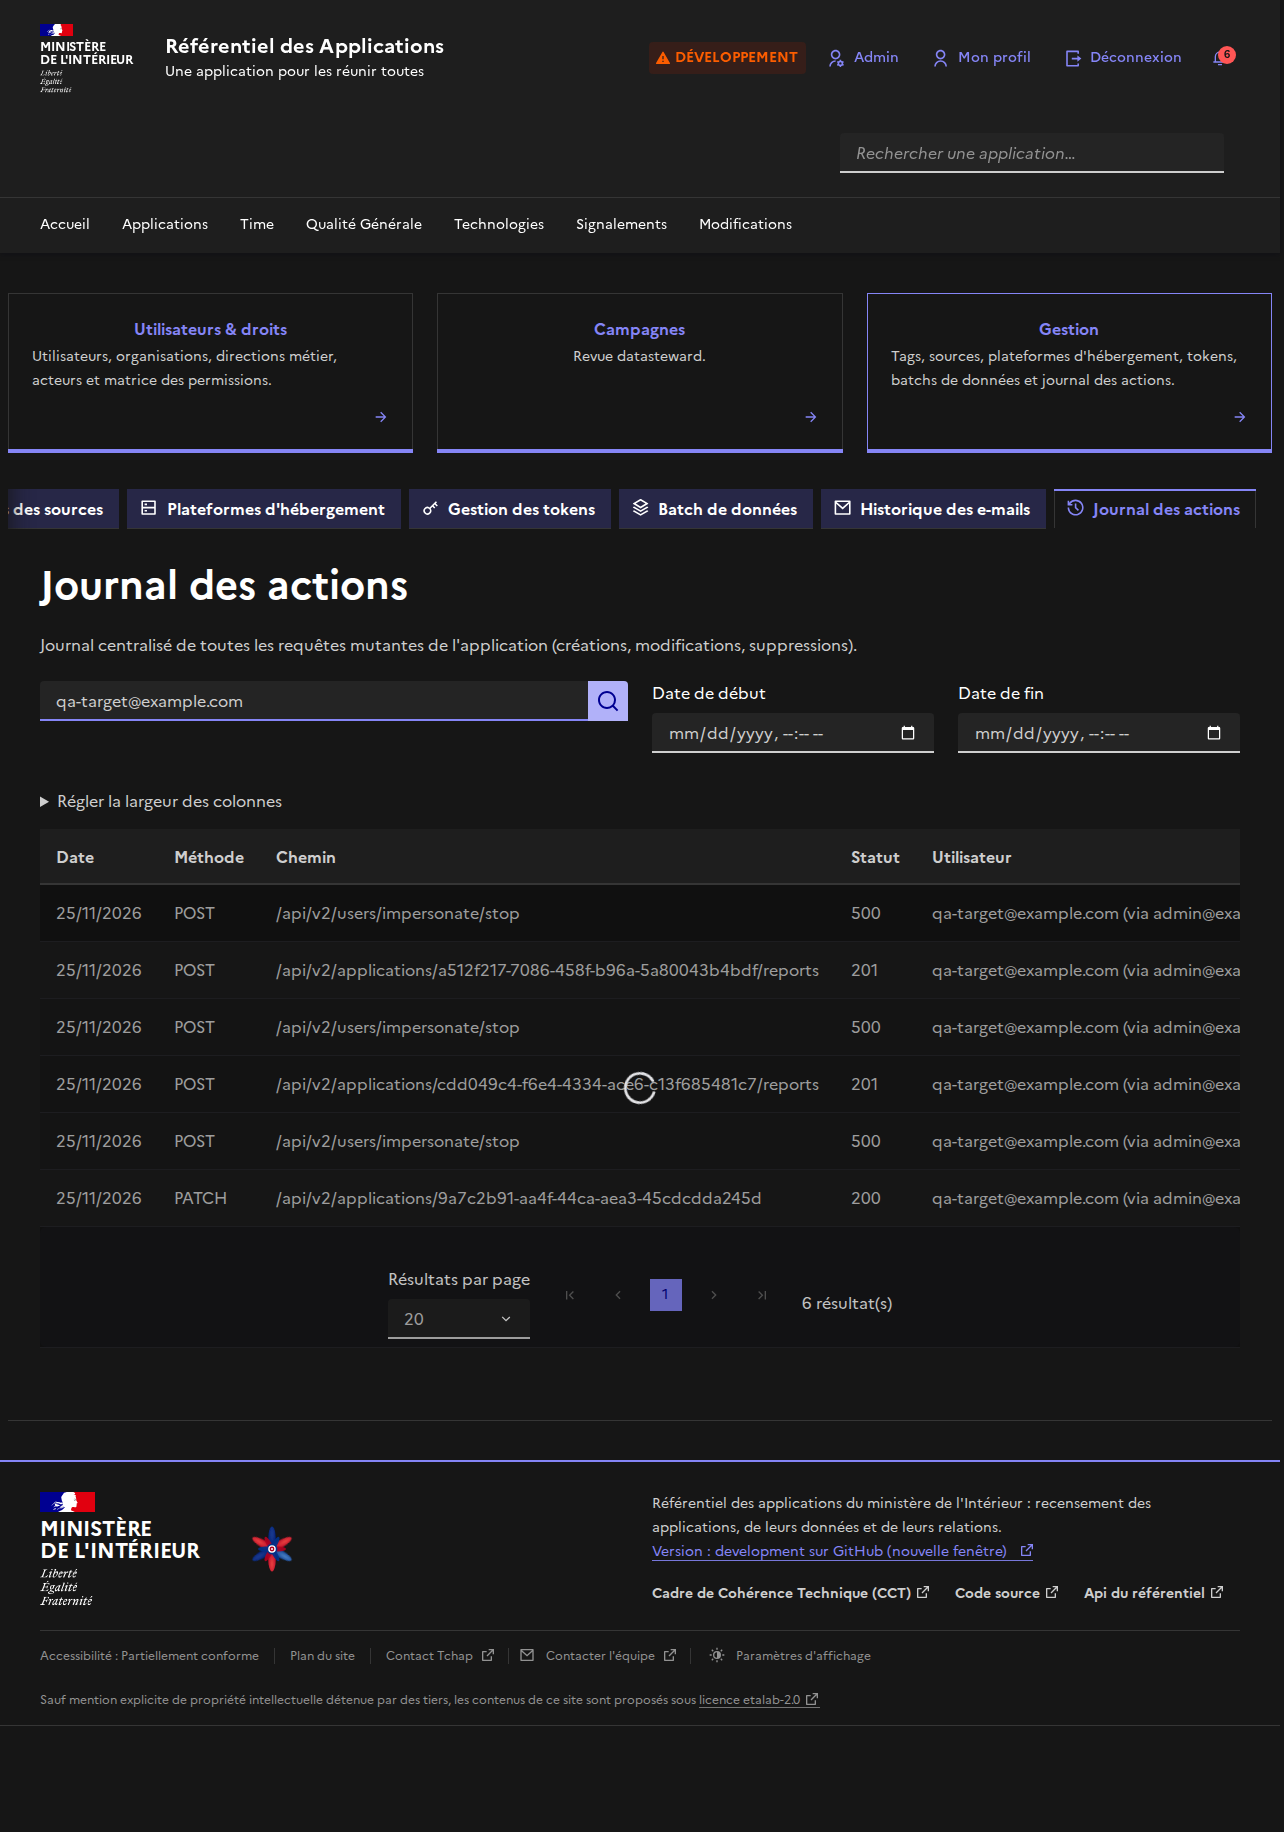 MINISTÈRE
DE L'INTÉRIEUR
Liberté
Égalité
Fraternité
Référentiel des Applications
Une application pour les réunir toutes
DÉVELOPPEMENT
Admin
Mon profil
Déconnexion
6
Rechercher une application...
Accueil
Applications
Time
Qualité Générale
Technologies
Signalements
Modifications
Utilisateurs & droits
Utilisateurs, organisations, directions métier,
acteurs et matrice des permissions.
Campagnes
Revue datasteward.
Gestion
Tags, sources, plateformes d'hébergement, tokens,
batchs de données et journal des actions.
des sources
Plateformes d'hébergement
Gestion des tokens
Batch de données
Historique des e-mails
Journal des actions
Journal des actions
Journal centralisé de toutes les requêtes mutantes de l'application (créations, modifications, suppressions).
qa-target@example.com
Date de début
mm/dd/yyyy, --:-- --
Date de fin
mm/dd/yyyy, --:-- --
Régler la largeur des colonnes
Date Méthode Chemin Statut Utilisateur
25/11/2026 POST /api/v2/users/impersonate/stop 500 qa-target@example.com (via admin@exa
25/11/2026 POST /api/v2/applications/a512f217-7086-458f-b96a-5a80043b4bdf/reports 201 qa-target@example.com (via admin@exa
25/11/2026 POST /api/v2/users/impersonate/stop 500 qa-target@example.com (via admin@exa
25/11/2026 POST /api/v2/applications/cdd049c4-f6e4-4334-ace6-c13f685481c7/reports 201 qa-target@example.com (via admin@exa
25/11/2026 POST /api/v2/users/impersonate/stop 500 qa-target@example.com (via admin@exa
25/11/2026 PATCH /api/v2/applications/9a7c2b91-aa4f-44ca-aea3-45cdcdda245d 200 qa-target@example.com (via admin@exa
Résultats par page
20
1
6 résultat(s)
MINISTÈRE
DE L'INTÉRIEUR
Liberté
Égalité
Fraternité
Référentiel des applications du ministère de l'Intérieur : recensement des
applications, de leurs données et de leurs relations.
Version : development sur GitHub (nouvelle fenêtre)
Cadre de Cohérence Technique (CCT)
Code source
Api du référentiel
Accessibilité : Partiellement conforme
Plan du site
Contact Tchap
Contacter l'équipe
Paramètres d'affichage
Sauf mention explicite de propriété intellectuelle détenue par des tiers, les contenus de ce site sont proposés sous licence etalab-2.0